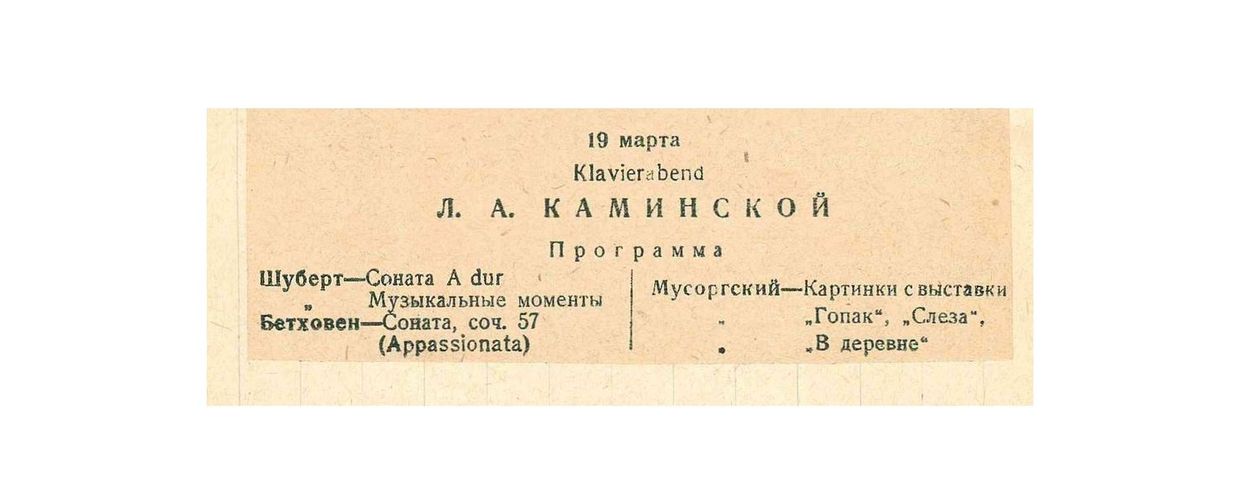 19 марта
Klavierabend
Л. А. КАМИНСКОЙ
Программа
Шуберт—Соната A dur
„ Музыкальные моменты
Бетховен—Соната, соч. 57
(Appassionata)
Мусоргский—Картинки с выставки
„ „Гопак“, „Слеза“,
„ „В деревне“